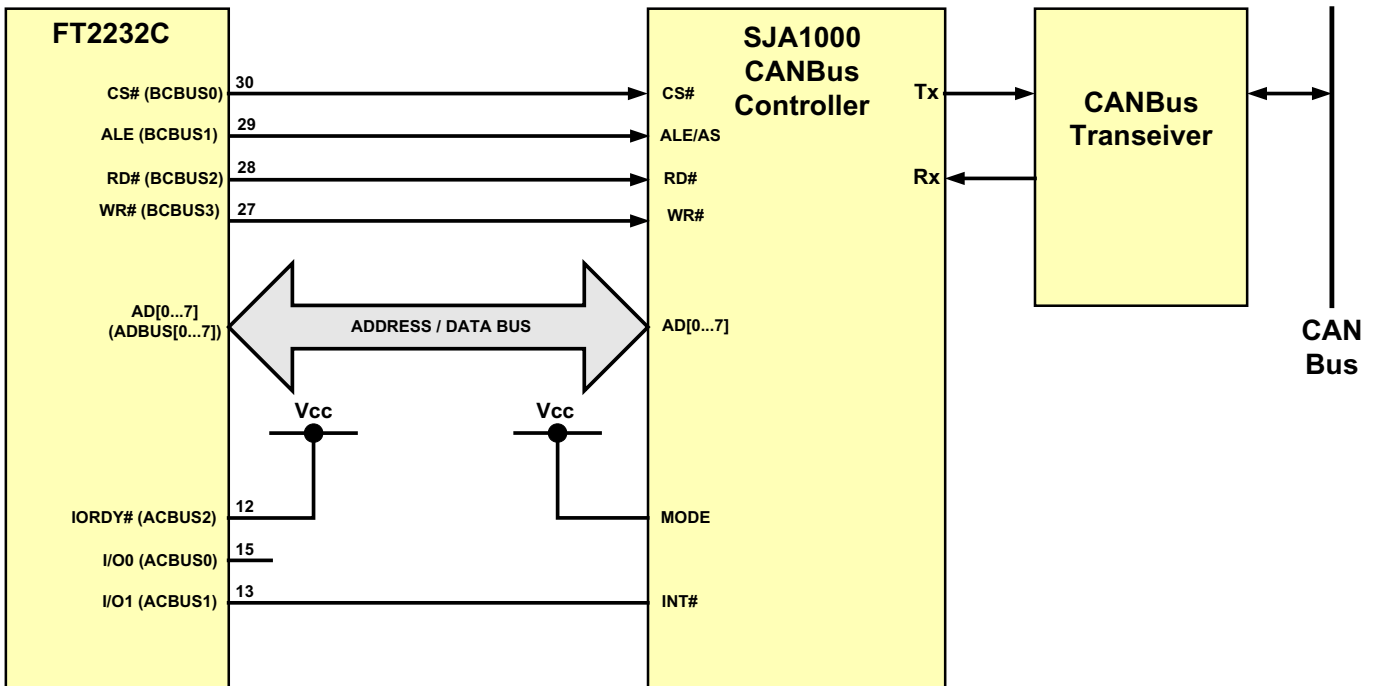 FT2232C
CS# (BCBUS0)
30
ALE (BCBUS1)
29
RD# (BCBUS2)
28
WR# (BCBUS3)
27
AD[0...7]
(ADBUS[0...7])
ADDRESS / DATA BUS
Vcc
Vcc
IORDY# (ACBUS2)
12
I/O0 (ACBUS0)
15
I/O1 (ACBUS1)
13
SJA1000
CANBus
Controller
CS#
ALE/AS
RD#
WR#
AD[0...7]
MODE
INT#
Tx
Rx
CANBus
Transeiver
CAN
Bus